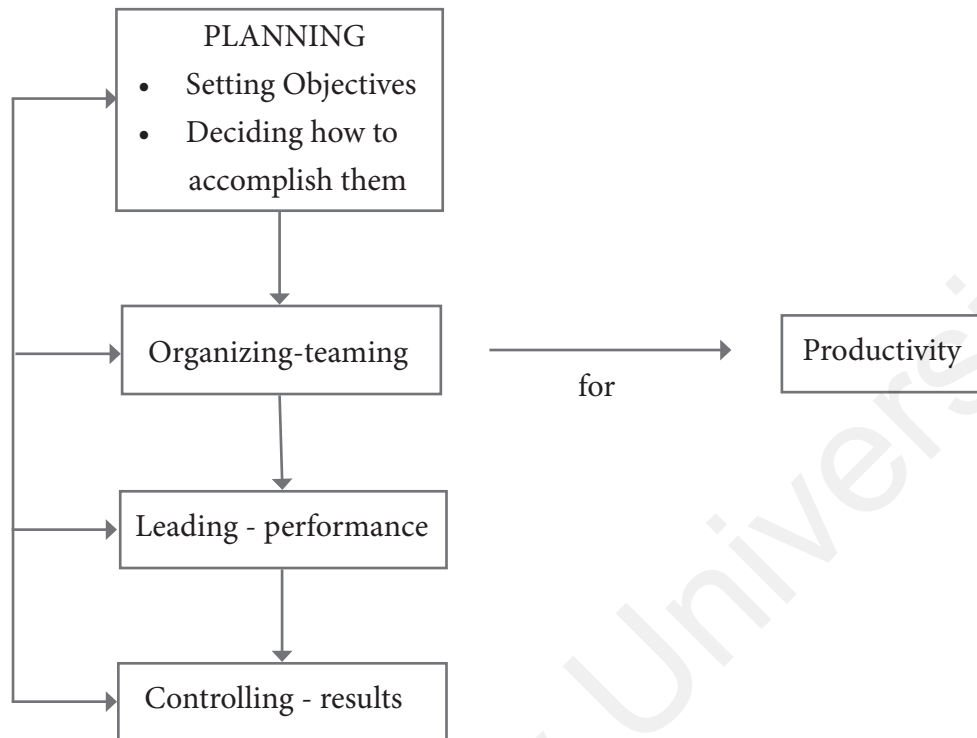 PLANNING
• Setting Objectives
• Deciding how to
accomplish them
Organizing-teaming
for
Productivity
Leading - performance
Controlling - results